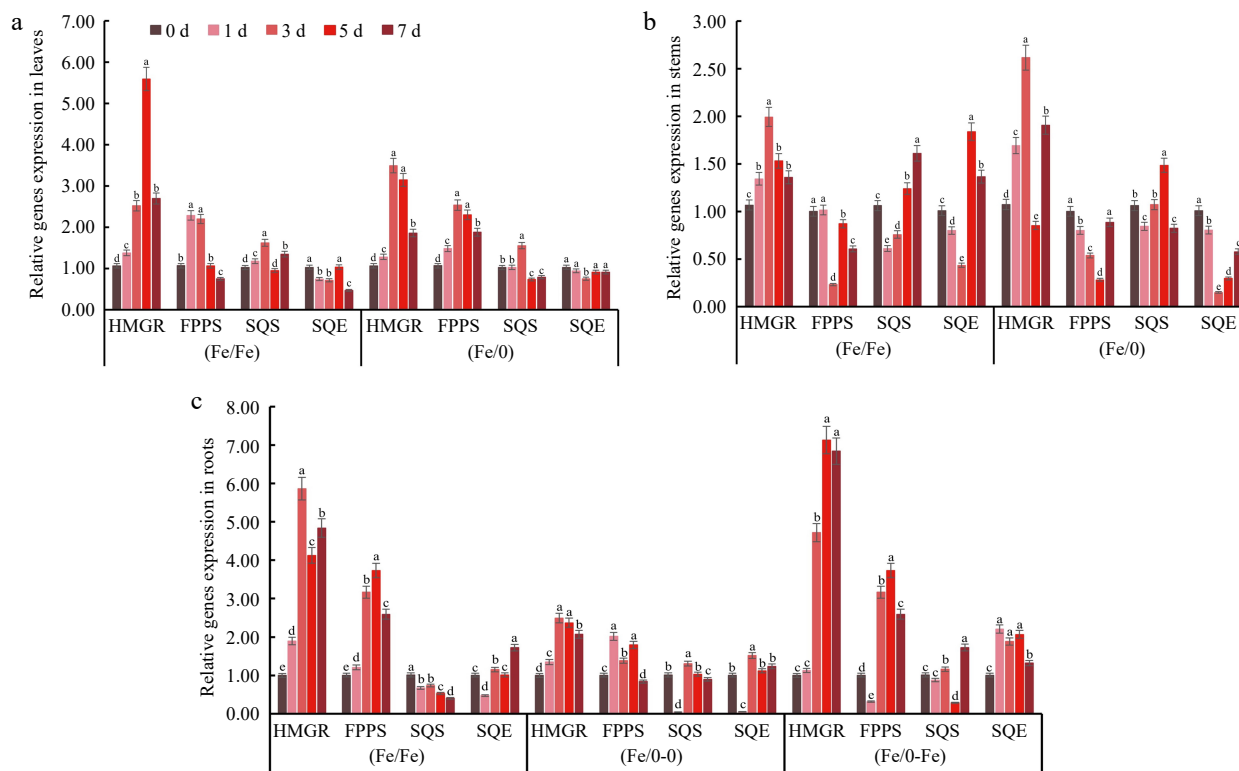 a
0 d 1 d 3 d 5 d 7 d
Relative genes expression in leaves
7.00
6.00
5.00
4.00
3.00
2.00
1.00
0.00
d c b a b b a a b c d c a d b a b b a c d c a a b d c a a b b b a c c a a b a a
HMGR FPPS SQS SQE HMGR FPPS SQS SQE
(Fe/Fe) (Fe/0)
b
Relative genes expression in stems
3.00
2.50
2.00
1.50
1.00
0.50
0.00
c b a b b a a d b c c e d b a c d e a b d c a e b a c d e b b c b a c a b e d c
HMGR FPPS SQS SQE HMGR FPPS SQS SQE
(Fe/Fe) (Fe/0)
c
Relative genes expression in roots
8.00
7.00
6.00
5.00
4.00
3.00
2.00
1.00
0.00
e d a c b e d b a c a b b c d c d b c a d c a a b c a b a d b d a b c b c a b b c c b a a d e b a c c c b d a c a a a b
HMGR FPPS SQS SQE HMGR FPPS SQS SQE HMGR FPPS SQS SQE
(Fe/Fe) (Fe/0-0) (Fe/0-Fe)